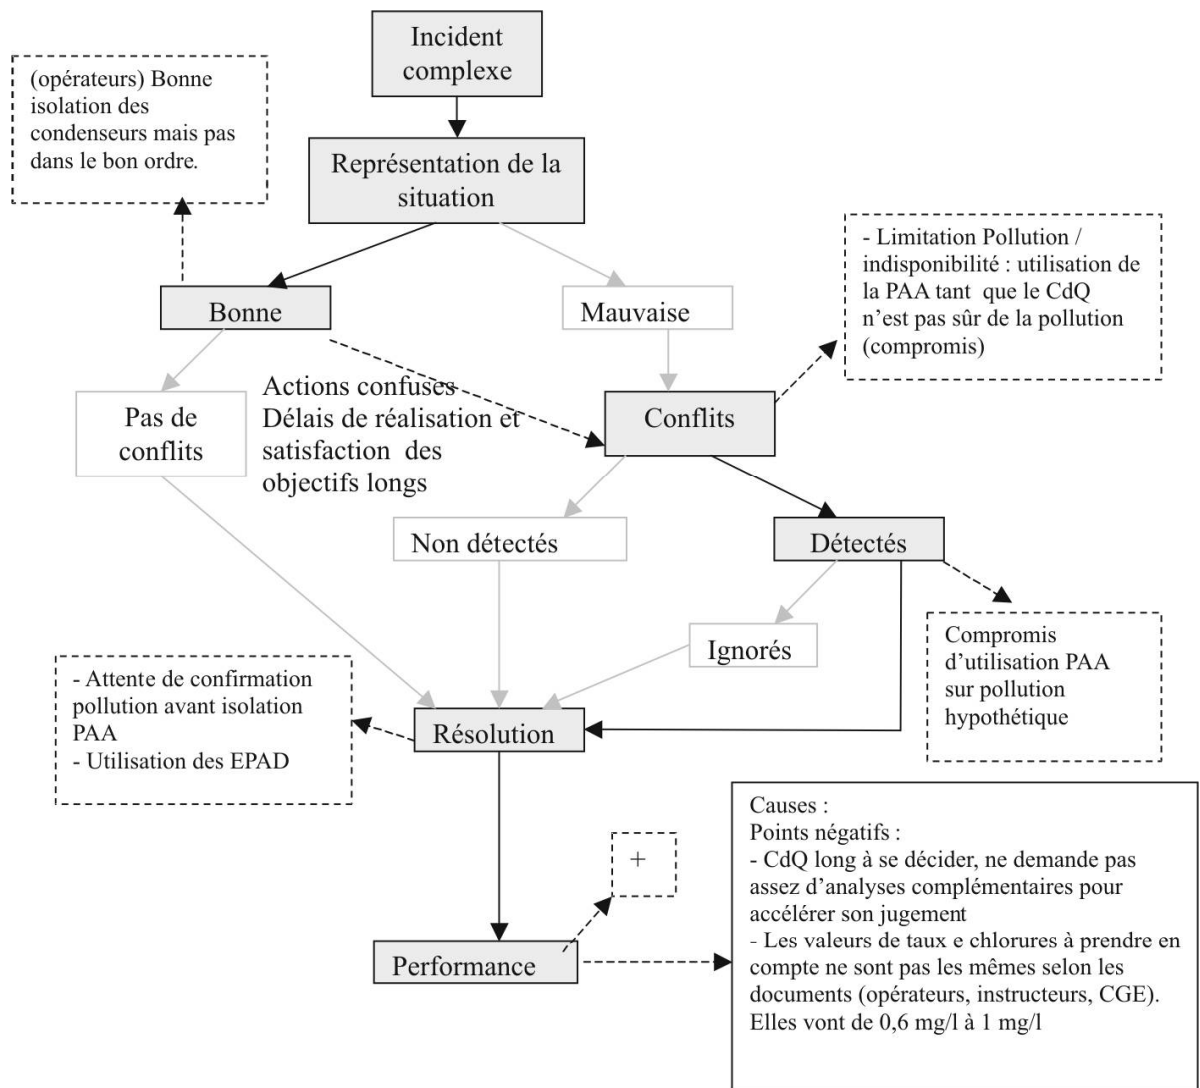 Incident
complexe
(opérateurs) Bonne
isolation des
condenseurs mais pas
dans le bon ordre.
Représentation de la
situation
- Limitation Pollution /
indisponibilité : utilisation de
la PAA tant que le CdQ
n'est pas sûr de la pollution
(compromis)
Bonne
Mauvaise
Actions confuses
Délais de réalisation et
satisfaction des
objectifs longs
Pas de
conflits
Conflits
Non détectés
Détectés
Ignorés
Compromis
d'utilisation PAA
sur pollution
hypothétique
- Attente de confirmation
pollution avant isolation
PAA
- Utilisation des EPAD
Résolution
+
Performance
Causes :
Points négatifs :
- CdQ long à se décider, ne demande pas
assez d'analyses complémentaires pour
accélérer son jugement
- Les valeurs de taux e chlorures à prendre en
compte ne sont pas les mêmes selon les
documents (opérateurs, instructeurs, CGE).
Elles vont de 0,6 mg/l à 1 mg/l